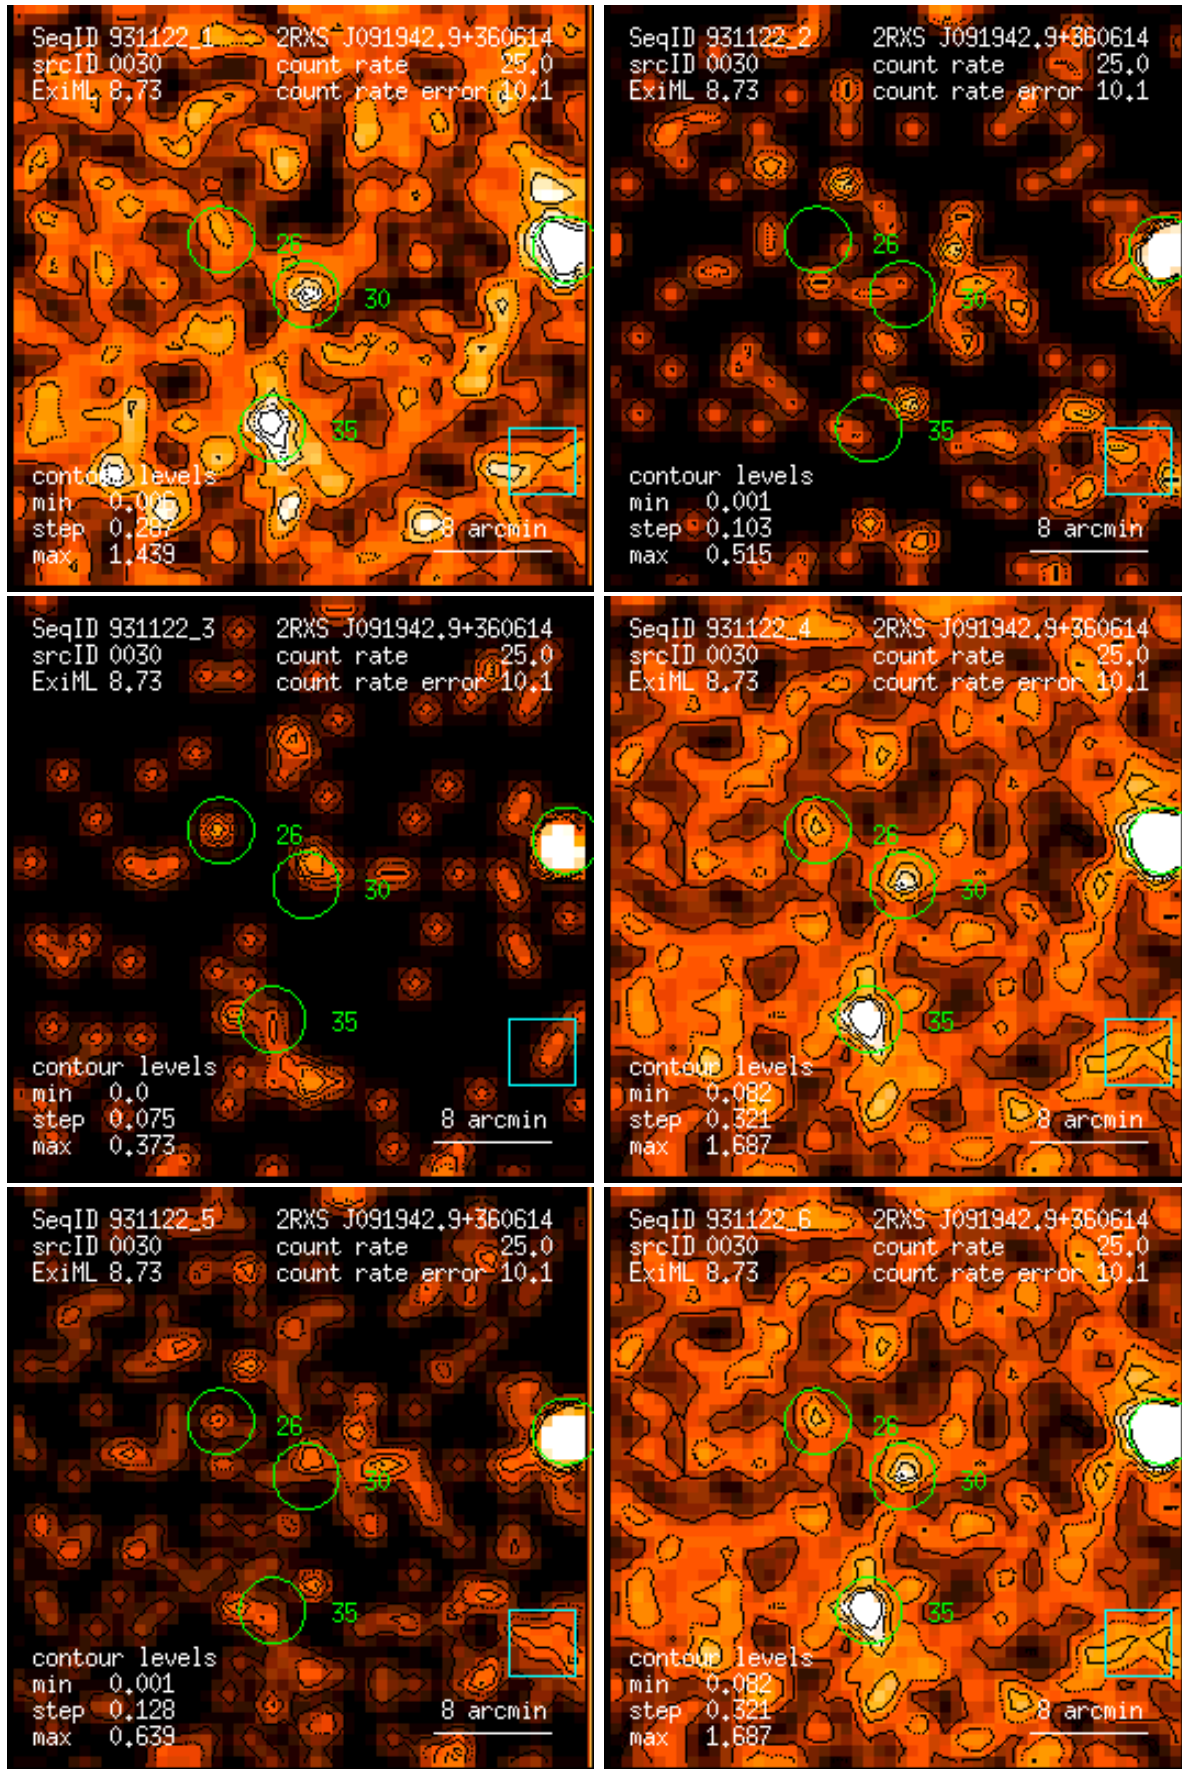 SeqID 931122_1 2RXS J091942.9+360614
srcID 0030 count rate 25.0
ExiML 8.73 count rate error 10.1
26
30
35
contour levels
min 0.006
step 0.287
8 arcmin
max 1.439
SeqID 931122_2 2RXS J091942.9+360614
srcID 0030 count rate 25.0
ExiML 8.73 count rate error 10.1
26
30
35
contour levels
min 0.001
step 0.103
8 arcmin
max 0.515
SeqID 931122_3 2RXS J091942.9+360614
srcID 0030 count rate 25.0
ExiML 8.73 count rate error 10.1
26
30
35
contour levels
min 0.0
step 0.075
8 arcmin
max 0.373
SeqID 931122_4 2RXS J091942.9+360614
srcID 0030 count rate 25.0
ExiML 8.73 count rate error 10.1
26
30
35
contour levels
min 0.082
step 0.321
8 arcmin
max 1.687
SeqID 931122_5 2RXS J091942.9+360614
srcID 0030 count rate 25.0
ExiML 8.73 count rate error 10.1
26
30
35
contour levels
min 0.001
step 0.128
8 arcmin
max 0.639
SeqID 931122_6 2RXS J091942.9+360614
srcID 0030 count rate 25.0
ExiML 8.73 count rate error 10.1
26
30
35
contour levels
min 0.082
step 0.321
8 arcmin
max 1.687